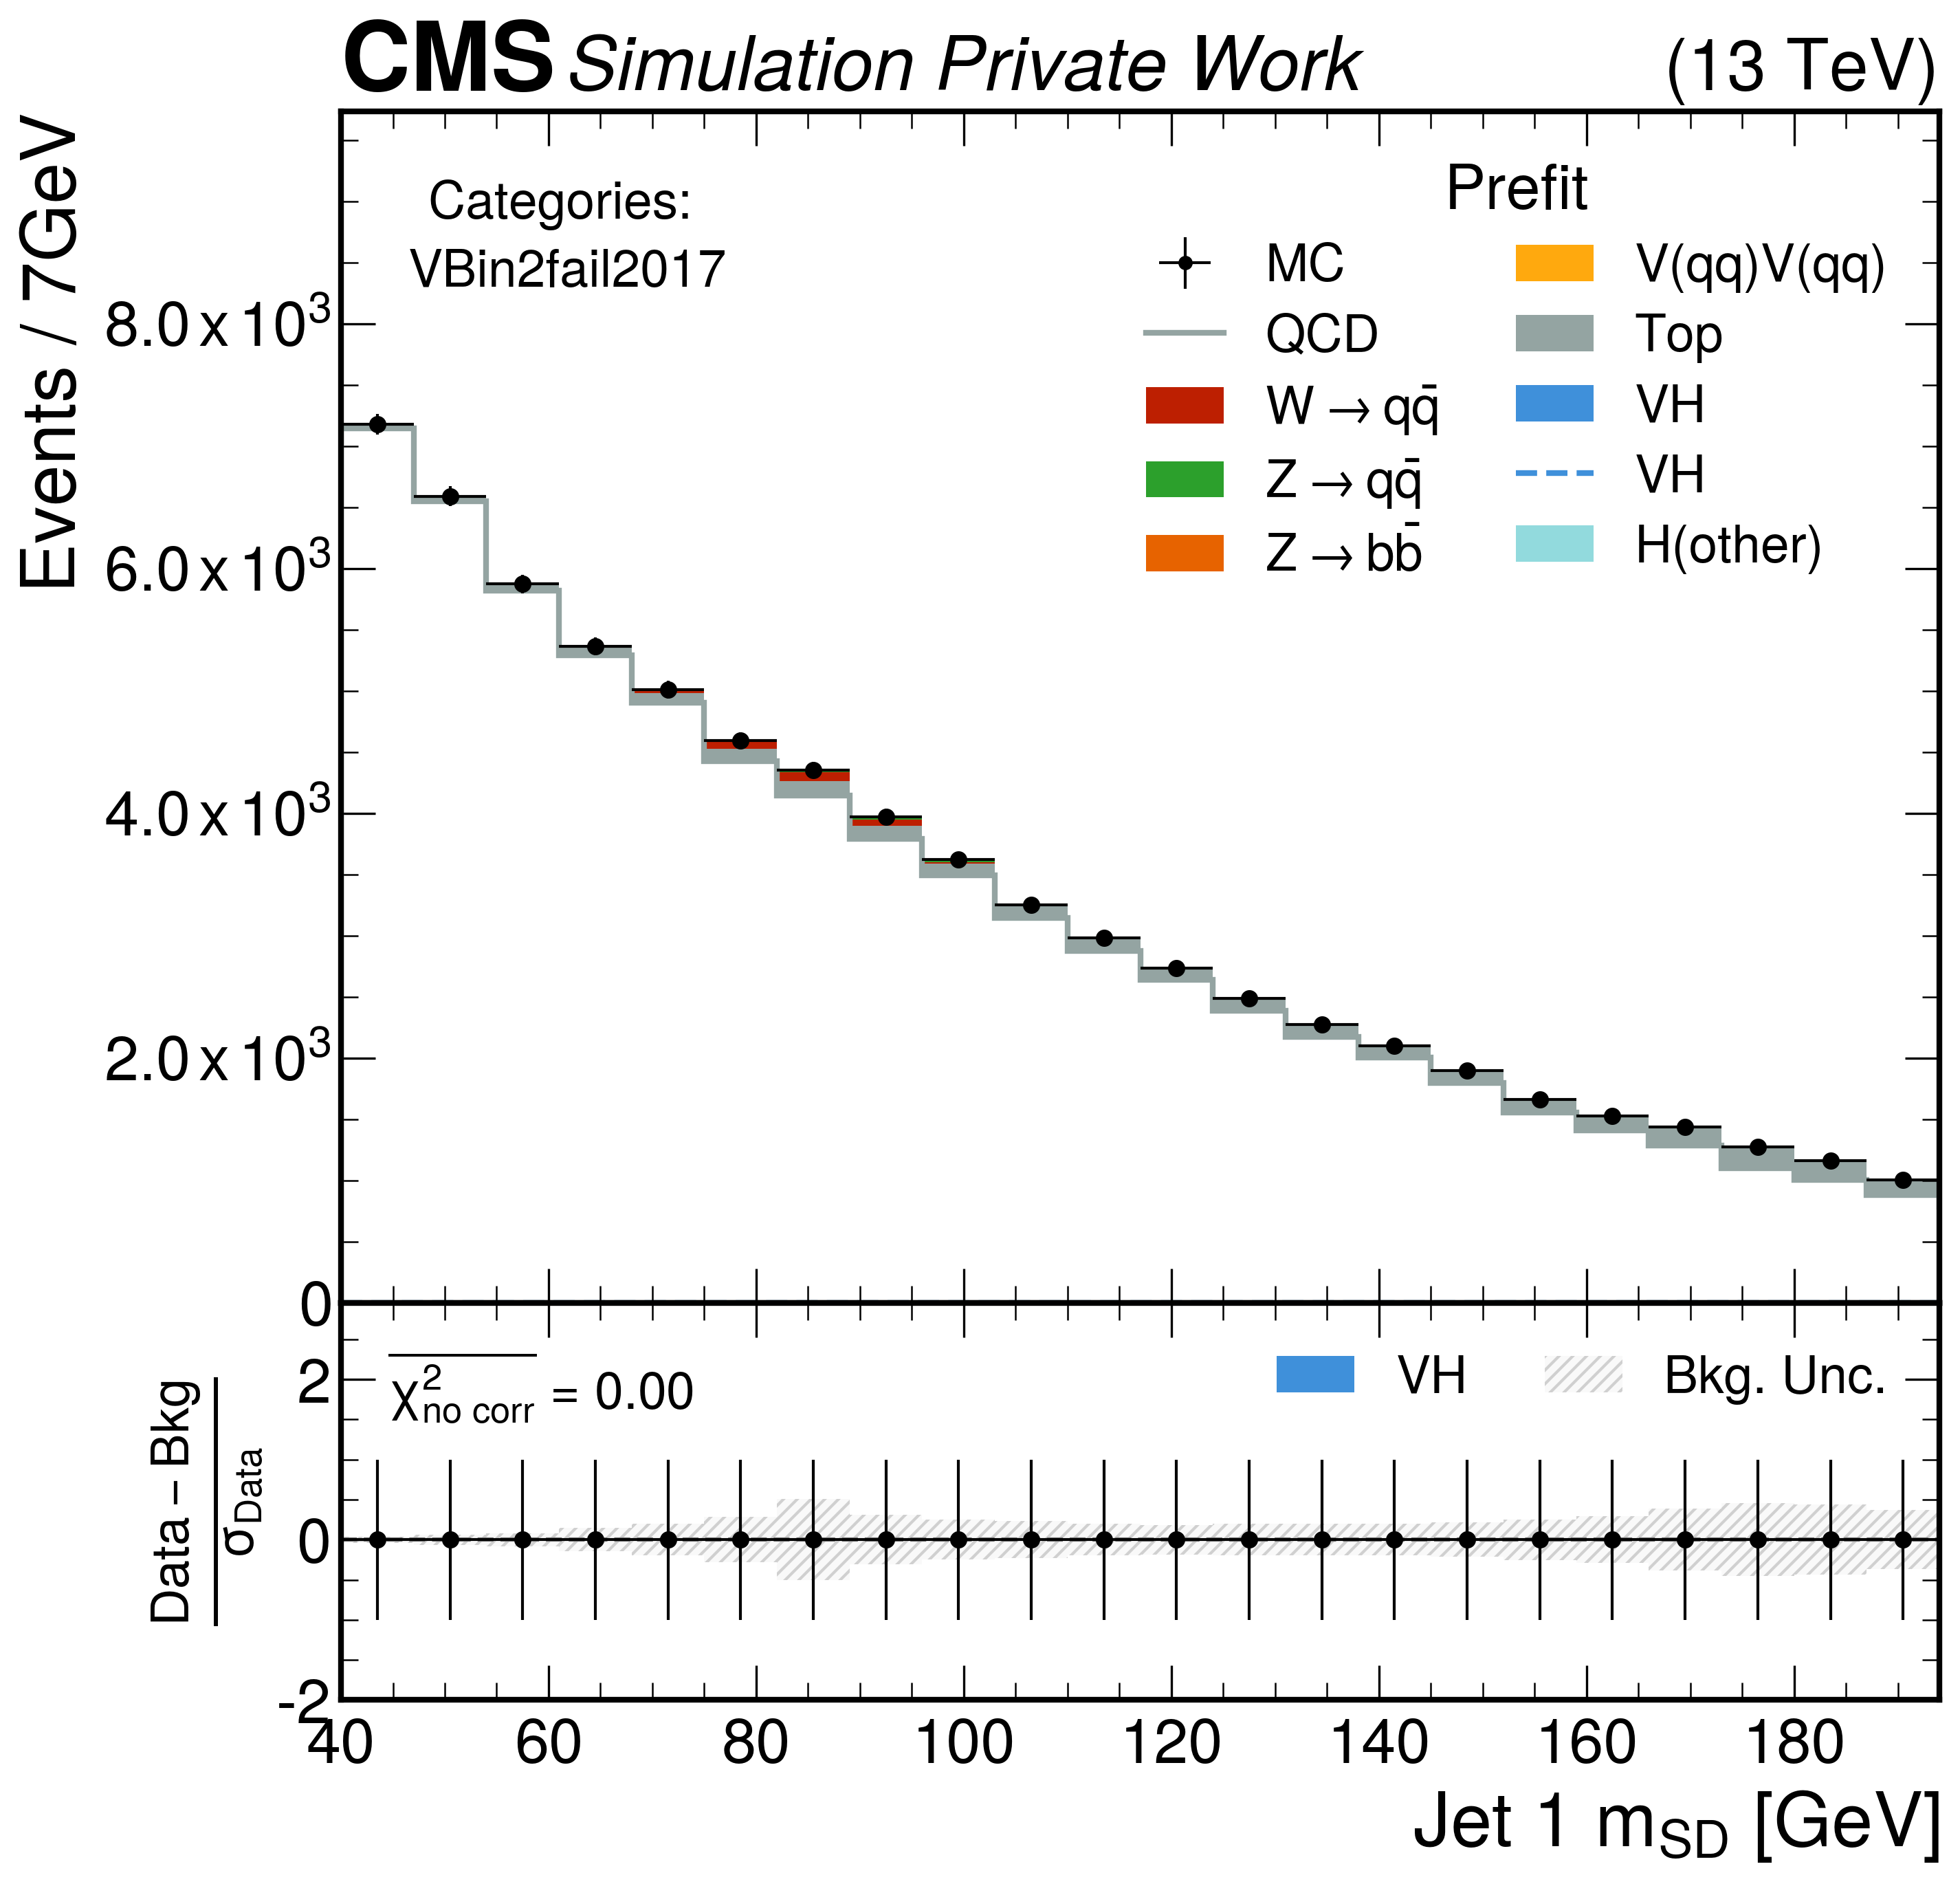 CMS Simulation Private Work (13 TeV)
Events / 7GeV
Categories:
VBin2fail2017
Prefit
MC
QCD
W → qq̄
Z → qq̄
Z → bb̄
V(qq)V(qq)
Top
VH
VH
H(other)
8.0 x 10³
6.0 x 10³
4.0 x 10³
2.0 x 10³
0
Data − Bkg
σ_Data
χ²_no corr = 0.00
VH
Bkg. Unc.
2
0
-2
40 60 80 100 120 140 160 180
Jet 1 m_SD [GeV]